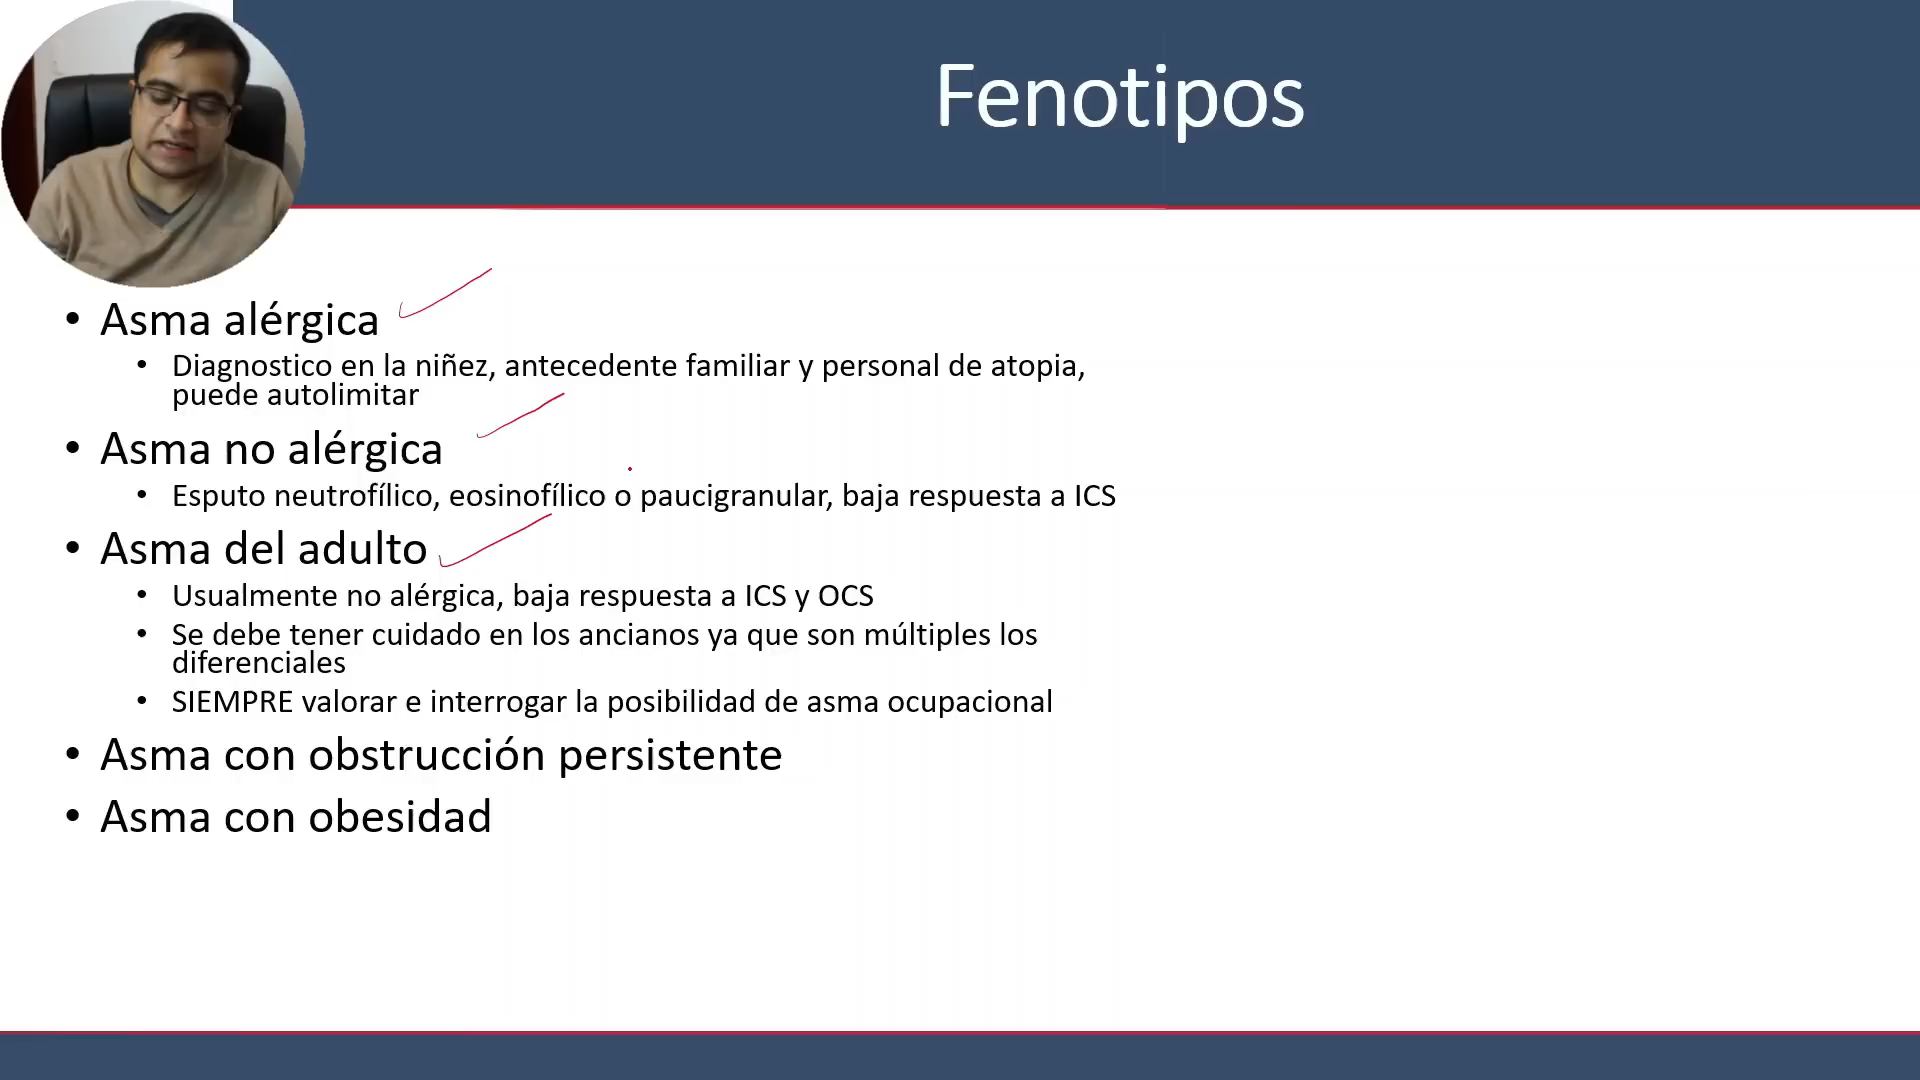 Fenotipos
• Asma alérgica
• Diagnostico en la niñez, antecedente familiar y personal de atopia,
puede autolimitar
• Asma no alérgica
• Esputo neutrofílico, eosinofílico o paucigranular, baja respuesta a ICS
• Asma del adulto
• Usualmente no alérgica, baja respuesta a ICS y OCS
• Se debe tener cuidado en los ancianos ya que son múltiples los
diferenciales
• SIEMPRE valorar e interrogar la posibilidad de asma ocupacional
• Asma con obstrucción persistente
• Asma con obesidad